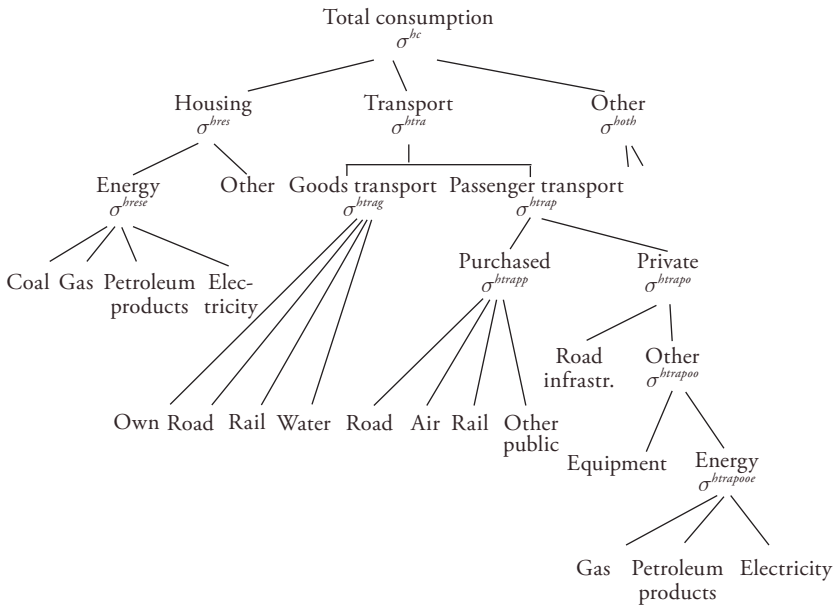 Total consumption
σ^hc
Housing Transport Other
σ^hres σ^htra σ^hoth
Energy Other Goods transport Passenger transport
σ^hrese σ^htrag σ^htrap
Purchased Private
σ^htrapp σ^htrapo
Coal Gas Petroleum Elec-
products tricity
Road Other
infrastr. σ^htrapoo
Own Road Rail Water Road Air Rail Other
public
Equipment Energy
σ^htrapooe
Gas Petroleum Electricity
products